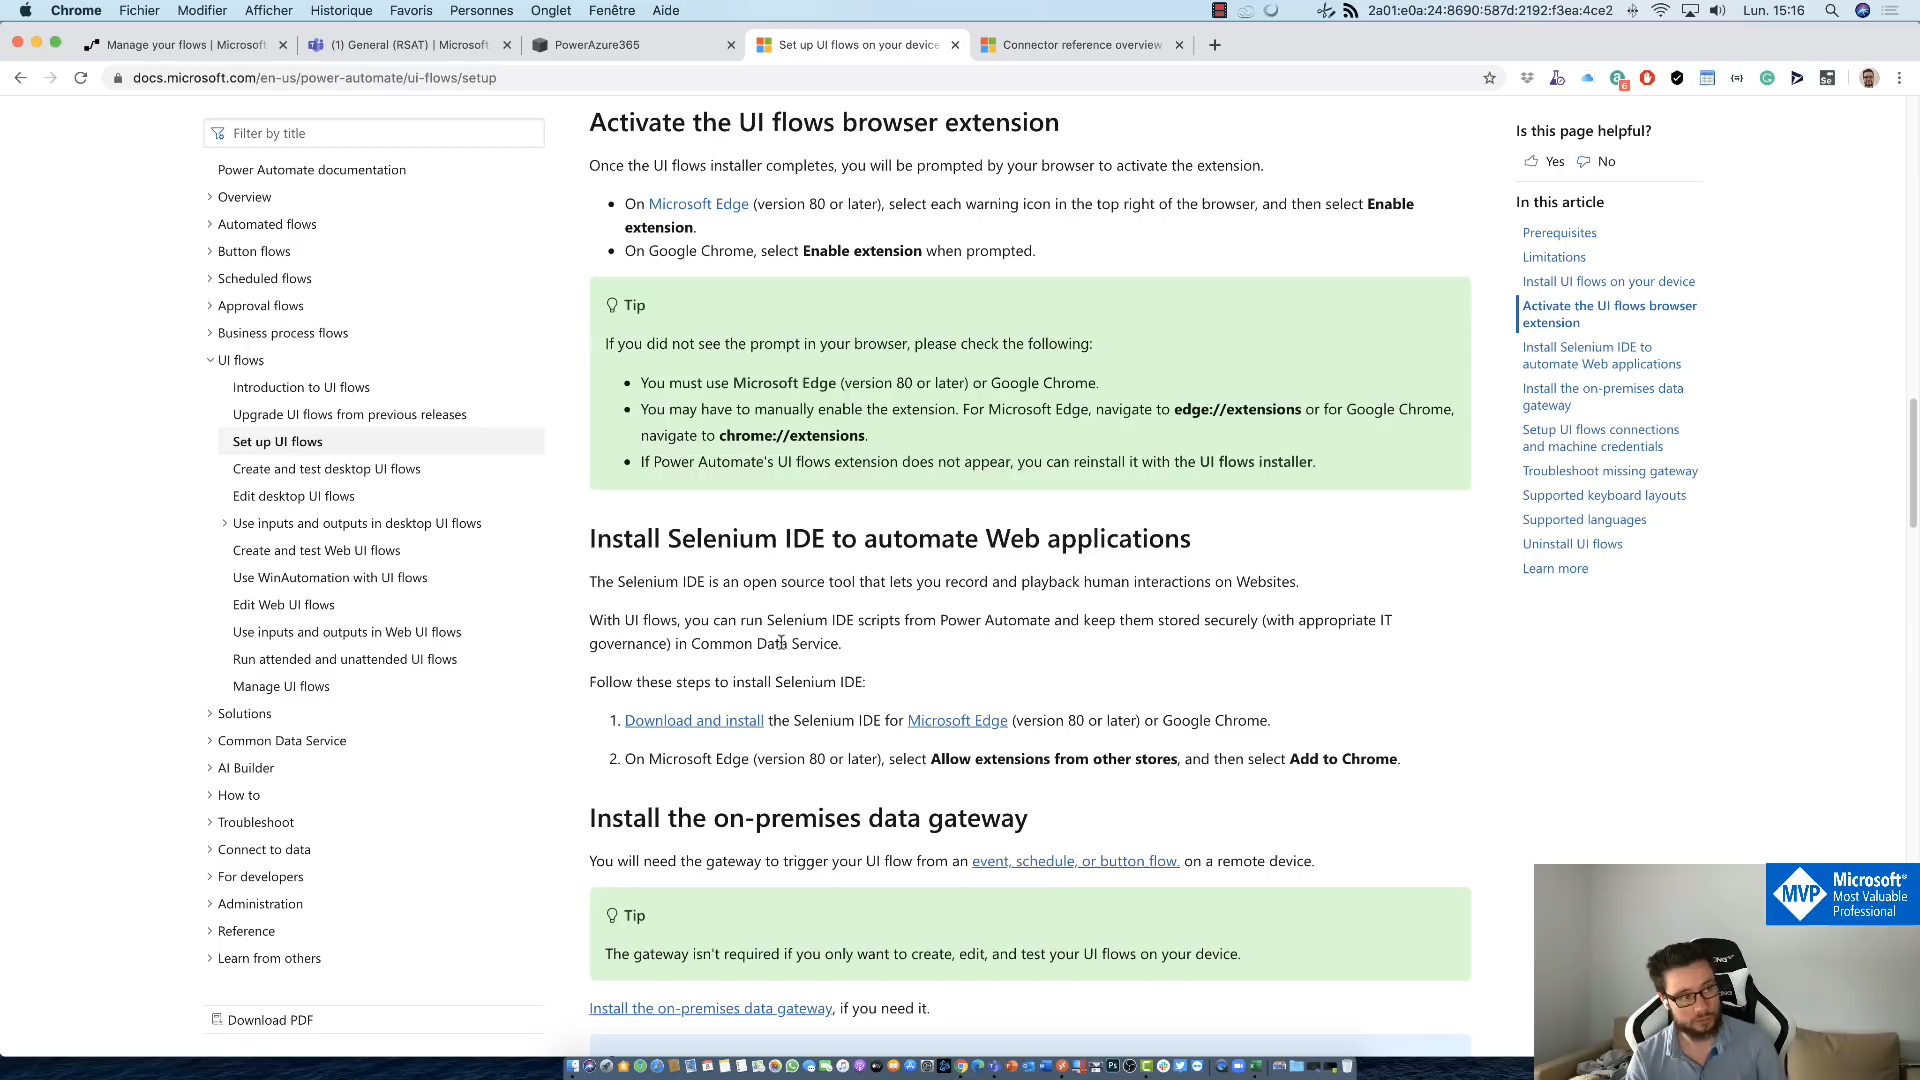 Chrome Fichier Modifier Afficher Historique Favoris Personnes Onglet Fenêtre Aide
2a01:e0a:24:8690:587d:2192:f3ea:4ce2 Lun. 15:16
Manage your flows | Microsoft
(1) General (RSAT) | Microsoft
PowerAzure365
Set up UI flows on your device
Connector reference overview
docs.microsoft.com/en-us/power-automate/ui-flows/setup
Filter by title
Power Automate documentation
Overview
Automated flows
Button flows
Scheduled flows
Approval flows
Business process flows
UI flows
Introduction to UI flows
Upgrade UI flows from previous releases
Set up UI flows
Create and test desktop UI flows
Edit desktop UI flows
Use inputs and outputs in desktop UI flows
Create and test Web UI flows
Use WinAutomation with UI flows
Edit Web UI flows
Use inputs and outputs in Web UI flows
Run attended and unattended UI flows
Manage UI flows
Solutions
Common Data Service
AI Builder
How to
Troubleshoot
Connect to data
For developers
Administration
Reference
Learn from others
Download PDF
Activate the UI flows browser extension
Once the UI flows installer completes, you will be prompted by your browser to activate the extension.
• On Microsoft Edge (version 80 or later), select each warning icon in the top right of the browser, and then select Enable
extension.
• On Google Chrome, select Enable extension when prompted.
Tip
If you did not see the prompt in your browser, please check the following:
• You must use Microsoft Edge (version 80 or later) or Google Chrome.
• You may have to manually enable the extension. For Microsoft Edge, navigate to edge://extensions or for Google Chrome,
navigate to chrome://extensions.
• If Power Automate's UI flows extension does not appear, you can reinstall it with the UI flows installer.
Install Selenium IDE to automate Web applications
The Selenium IDE is an open source tool that lets you record and playback human interactions on Websites.
With UI flows, you can run Selenium IDE scripts from Power Automate and keep them stored securely (with appropriate IT
governance) in Common Data Service.
Follow these steps to install Selenium IDE:
1. Download and install the Selenium IDE for Microsoft Edge (version 80 or later) or Google Chrome.
2. On Microsoft Edge (version 80 or later), select Allow extensions from other stores, and then select Add to Chrome.
Install the on-premises data gateway
You will need the gateway to trigger your UI flow from an event, schedule, or button flow. on a remote device.
Tip
The gateway isn't required if you only want to create, edit, and test your UI flows on your device.
Install the on-premises data gateway, if you need it.
Is this page helpful?
Yes No
In this article
Prerequisites
Limitations
Install UI flows on your device
Activate the UI flows browser
extension
Install Selenium IDE to
automate Web applications
Install the on-premises data
gateway
Setup UI flows connections
and machine credentials
Troubleshoot missing gateway
Supported keyboard layouts
Supported languages
Uninstall UI flows
Learn more
MVP
Microsoft®
Most Valuable
Professional